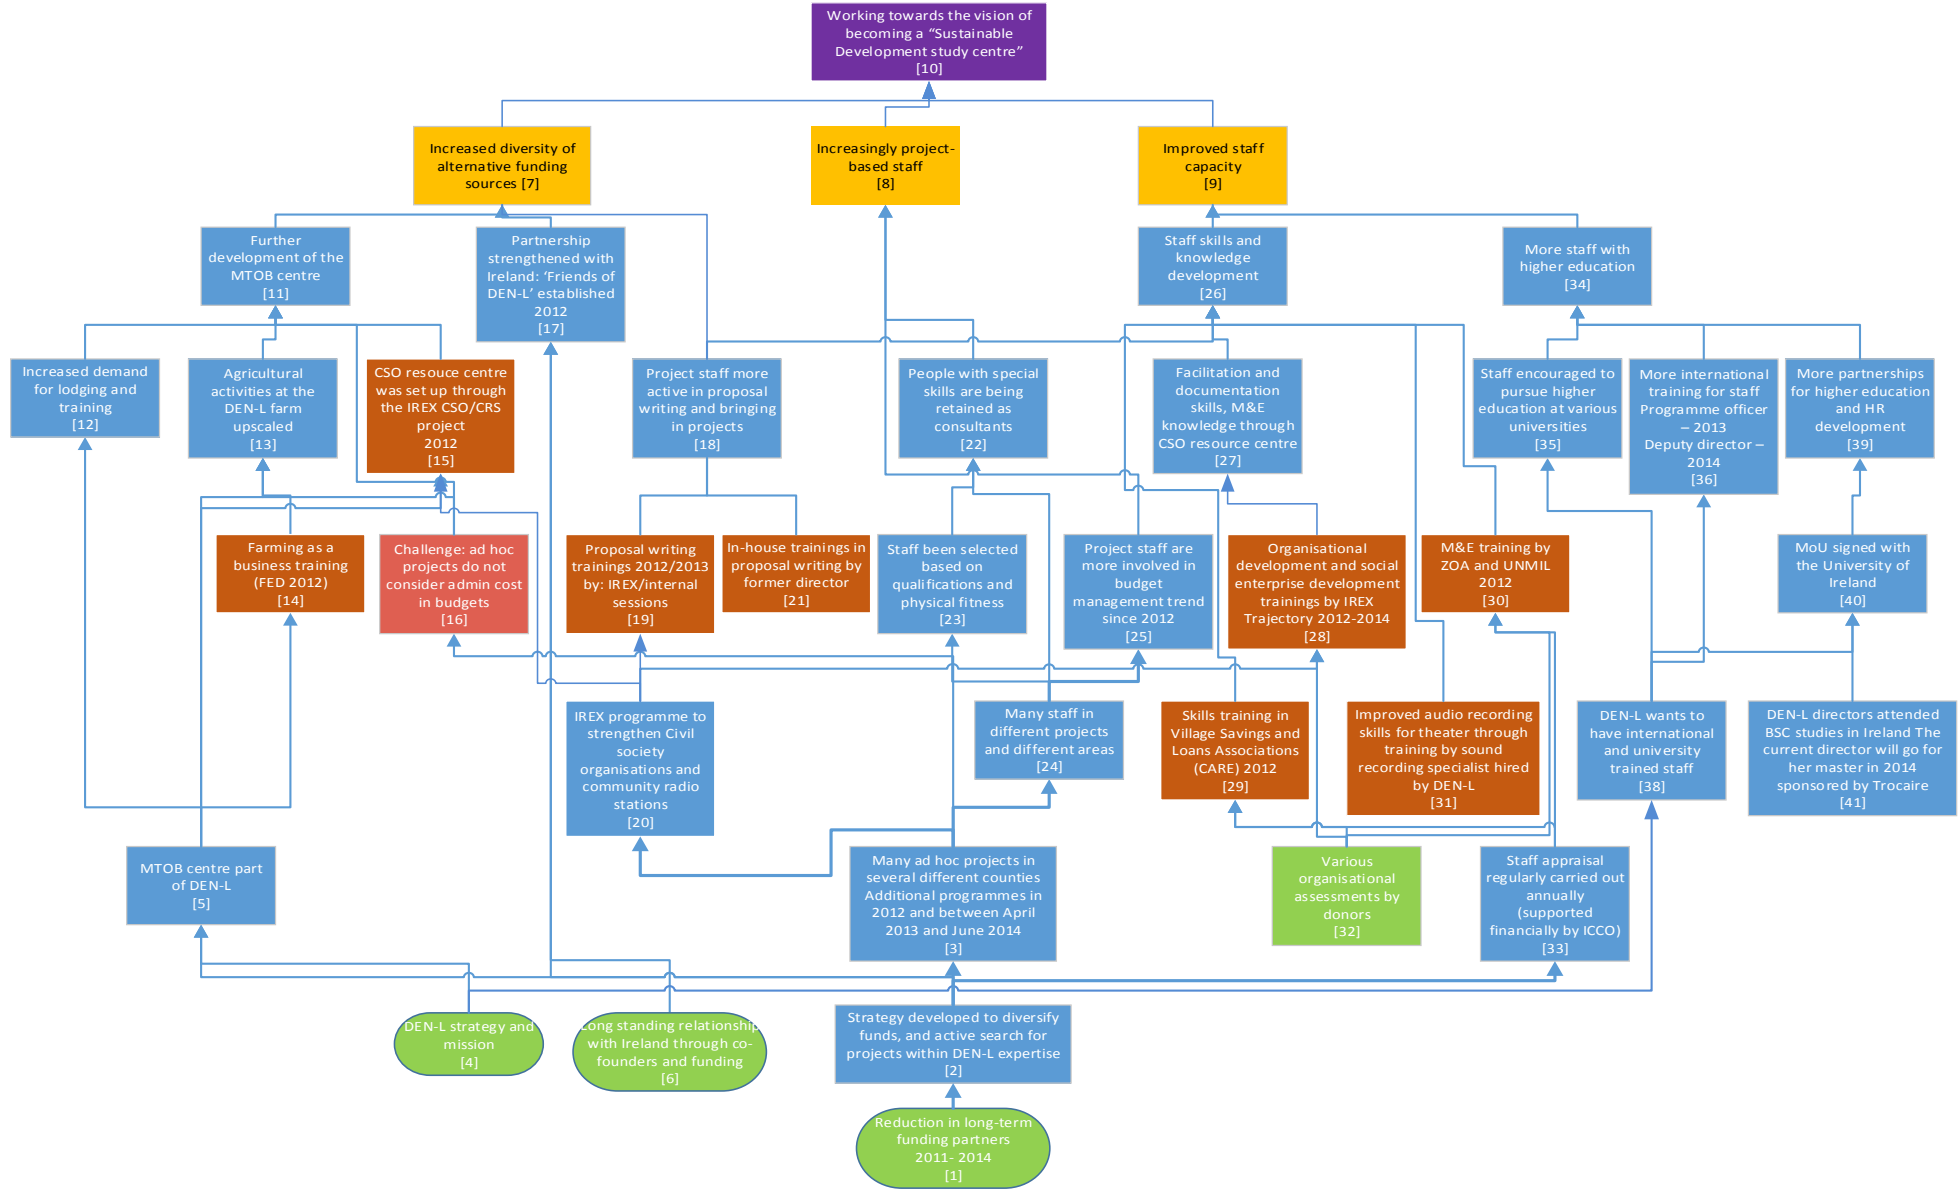 Working towards the vision of
becoming a “Sustainable
Development study centre”
[10]
Increased diversity of
alternative funding
sources [7]
Increasingly project-
based staff
[8]
Improved staff
capacity
[9]
Further
development of the
MTOB centre
[11]
Partnership
strengthened with
Ireland: ‘Friends of
DEN-L’ established
2012
[17]
Staff skills and
knowledge
development
[26]
More staff with
higher education
[34]
Increased demand
for lodging and
training
[12]
Agricultural
activities at the
DEN-L farm
upscaled
[13]
CSO resouce centre
was set up through
the IREX CSO/CRS
project
2012
[15]
Project staff more
active in proposal
writing and bringing
in projects
[18]
People with special
skills are being
retained as
consultants
[22]
Facilitation and
documentation
skills, M&E
knowledge through
CSO resource centre
[27]
Staff encouraged to
pursue higher
education at various
universities
[35]
More international
training for staff
Programme officer
– 2013
Deputy director –
2014
[36]
More partnerships
for higher education
and HR
development
[39]
Farming as a
business training
(FED 2012)
[14]
Challenge: ad hoc
projects do not
consider admin cost
in budgets
[16]
Proposal writing
trainings 2012/2013
by: IREX/internal
sessions
[19]
In-house trainings in
proposal writing by
former director
[21]
Staff been selected
based on
qualifications and
physical fitness
[23]
Project staff are
more involved in
budget
management trend
since 2012
[25]
Organisational
development and social
enterprise development
trainings by IREX
Trajectory 2012-2014
[28]
M&E training by
ZOA and UNMIL
2012
[30]
MoU signed with
the University of
Ireland
[40]
IREX programme to
strengthen Civil
society
organisations and
community radio
stations
[20]
Many staff in
different projects
and different areas
[24]
Skills training in
Village Savings and
Loans Associations
(CARE) 2012
[29]
Improved audio recording
skills for theater through
training by sound
recording specialist hired
by DEN-L
[31]
DEN-L wants to
have international
and university
trained staff
[38]
DEN-L directors attended
BSC studies in Ireland The
current director will go for
her master in 2014
sponsored by Trocaire
[41]
MTOB centre part
of DEN-L
[5]
Many ad hoc projects in
several different counties
Additional programmes in
2012 and between April
2013 and June 2014
[3]
Various
organisational
assessments by
donors
[32]
Staff appraisal
regularly carried out
annually
(supported
financially by ICCO)
[33]
DEN-L strategy and
mission
[4]
Long standing relationship
with Ireland through co-
founders and funding
[6]
Strategy developed to diversify
funds, and active search for
projects within DEN-L expertise
[2]
Reduction in long-term
funding partners
2011- 2014
[1]